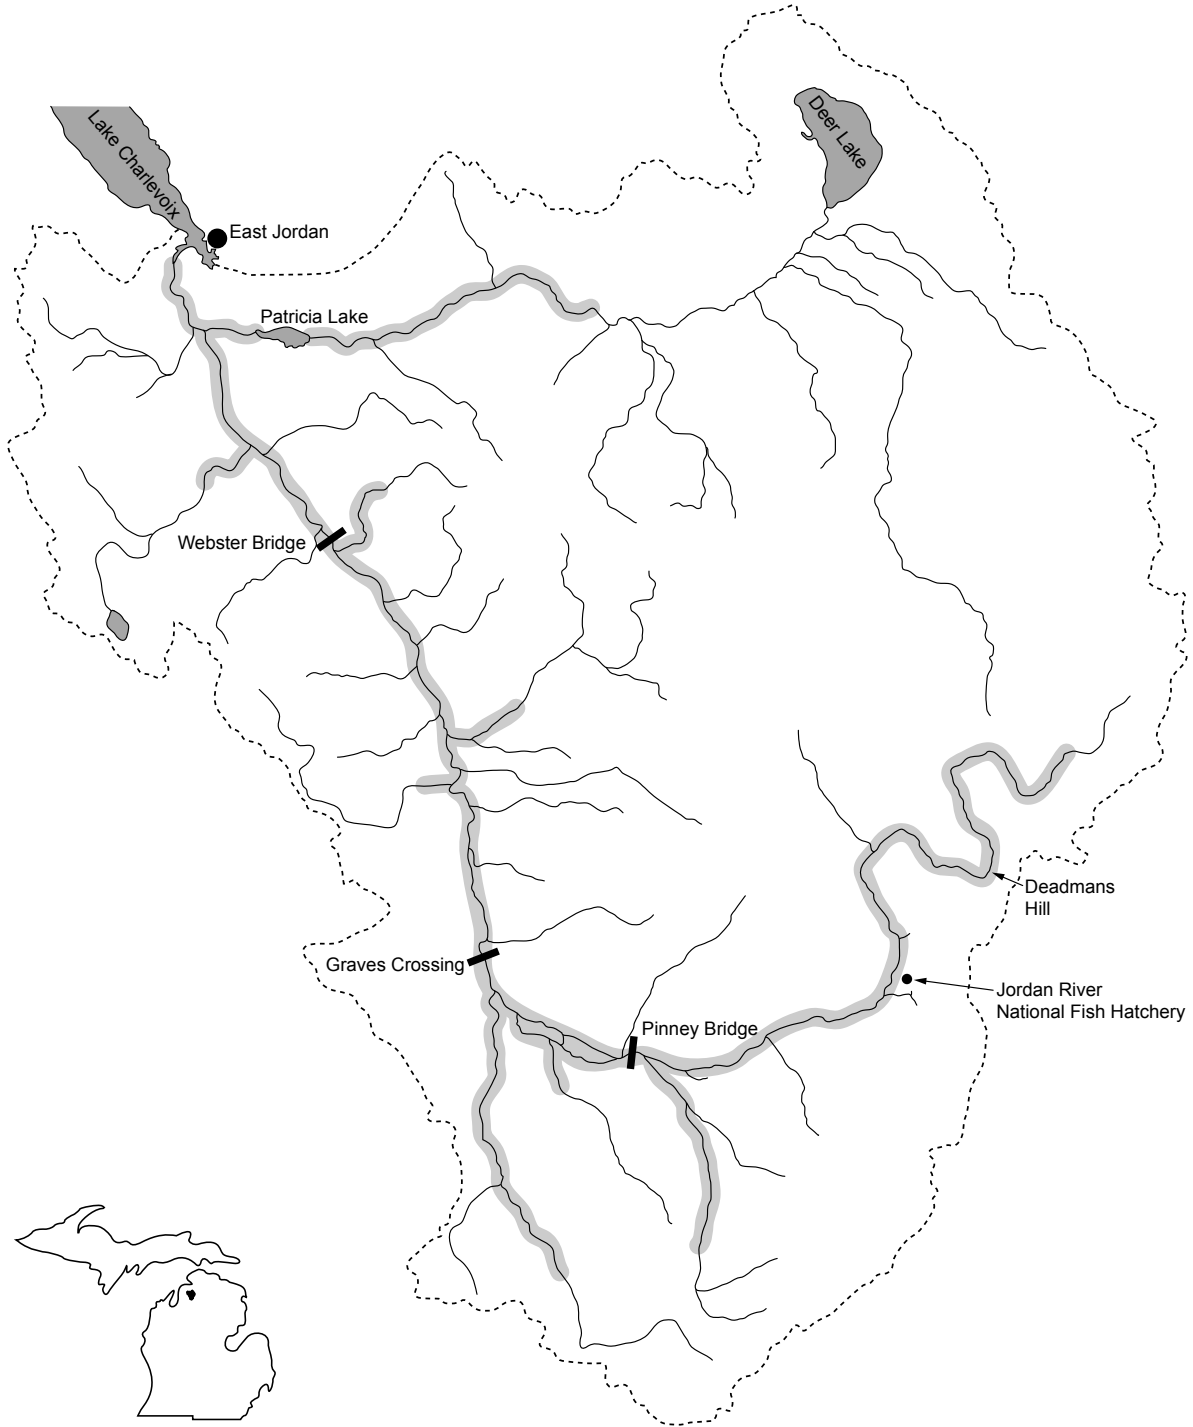 Deer Lake
Lake Charlevoix
East Jordan
Patricia Lake
Webster Bridge
Deadmans
Hill
Graves Crossing
Jordan River
National Fish Hatchery
Pinney Bridge